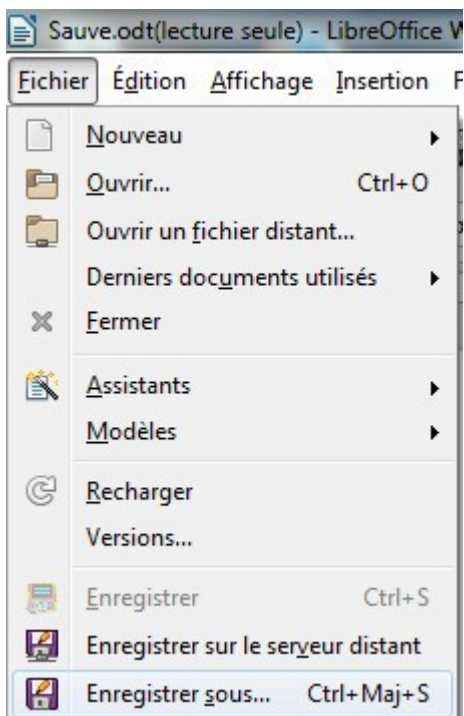 Sauve.odt(lecture seule) - LibreOffice W
Fichier Édition Affichage Insertion F
Nouveau
Ouvrir... Ctrl+O
Ouvrir un fichier distant...
Derniers documents utilisés
Fermer
Assistants
Modèles
Recharger
Versions...
Enregistrer Ctrl+S
Enregistrer sur le serveur distant
Enregistrer sous... Ctrl+Maj+S